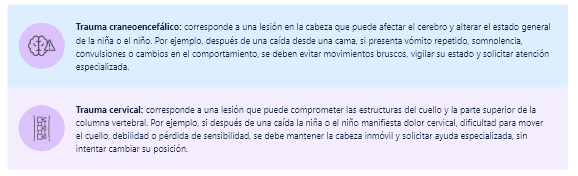 Trauma craneoencefálico: corresponde a una lesión en la cabeza que puede afectar el cerebro y alterar el estado general
de la niña o el niño. Por ejemplo, después de una caída desde una cama, si presenta vómito repetido, somnolencia,
convulsiones o cambios en el comportamiento, se deben evitar movimientos bruscos, vigilar su estado y solicitar atención
especializada.
Trauma cervical: corresponde a una lesión que puede comprometer las estructuras del cuello y la parte superior de la
columna vertebral. Por ejemplo, si después de una caída la niña o el niño manifiesta dolor cervical, dificultad para mover
el cuello, debilidad o pérdida de sensibilidad, se debe mantener la cabeza inmóvil y solicitar ayuda especializada, sin
intentar cambiar su posición.